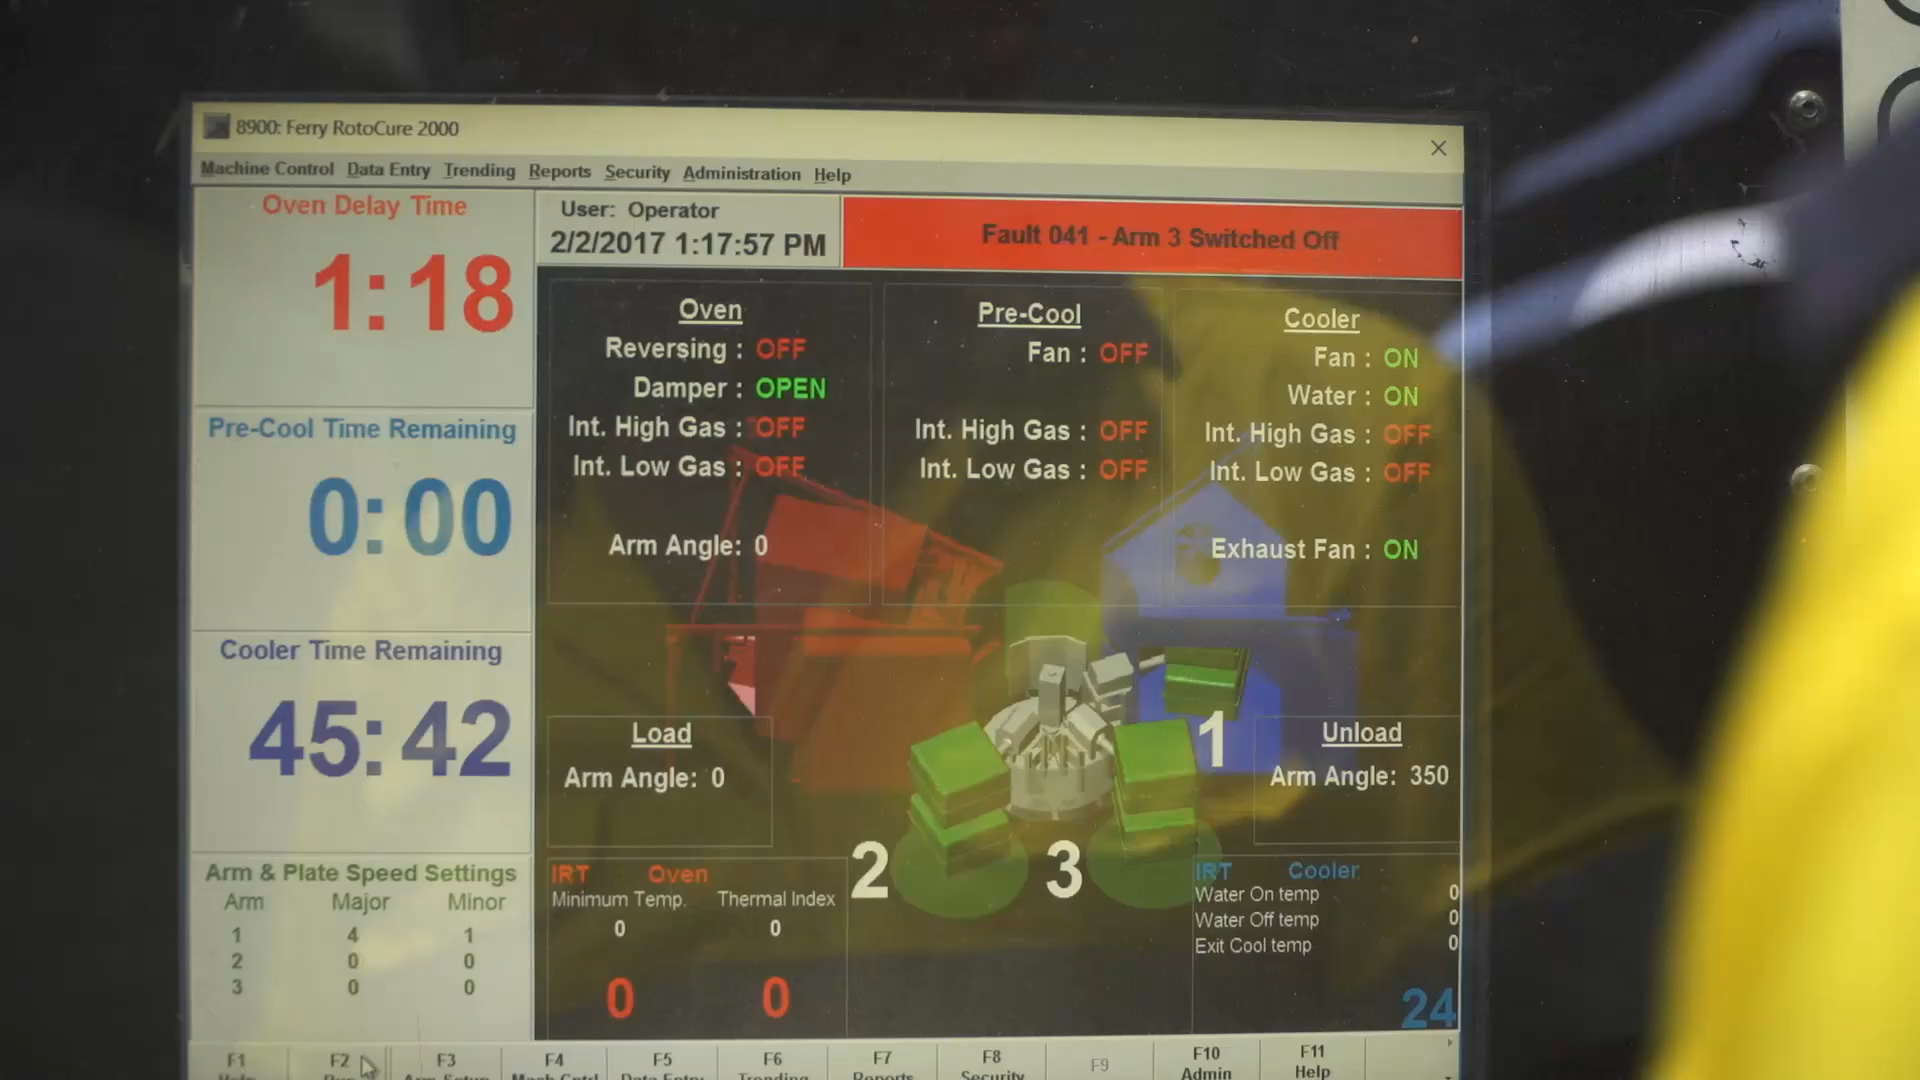 8900: Ferry RotoCure 2000
Machine Control Data Entry Trending Reports Security Administration Help
Oven Delay Time
1:18
Pre-Cool Time Remaining
0:00
Cooler Time Remaining
45:42
Arm & Plate Speed Settings
Arm Major Minor
1 4 1
2 0 0
3 0 0
User: Operator
2/2/2017 1:17:57 PM
Fault 041 - Arm 3 Switched Off
Oven
Reversing : OFF
Damper : OPEN
Int. High Gas : OFF
Int. Low Gas : OFF
Arm Angle: 0
Pre-Cool
Fan : OFF
Int. High Gas : OFF
Int. Low Gas : OFF
Cooler
Fan : ON
Water : ON
Int. High Gas : OFF
Int. Low Gas : OFF
Exhaust Fan : ON
Load
Arm Angle: 0
1
2
3
Unload
Arm Angle: 350
IRT Oven
Minimum Temp. Thermal Index
0 0
0 0
IRT Cooler
Water On temp 0
Water Off temp 0
Exit Cool temp 0
24
F1 F2 F3 F4 F5 F6 F7 F8 F9 F10 F11
Data Entry Trending Reports Security Admin Help